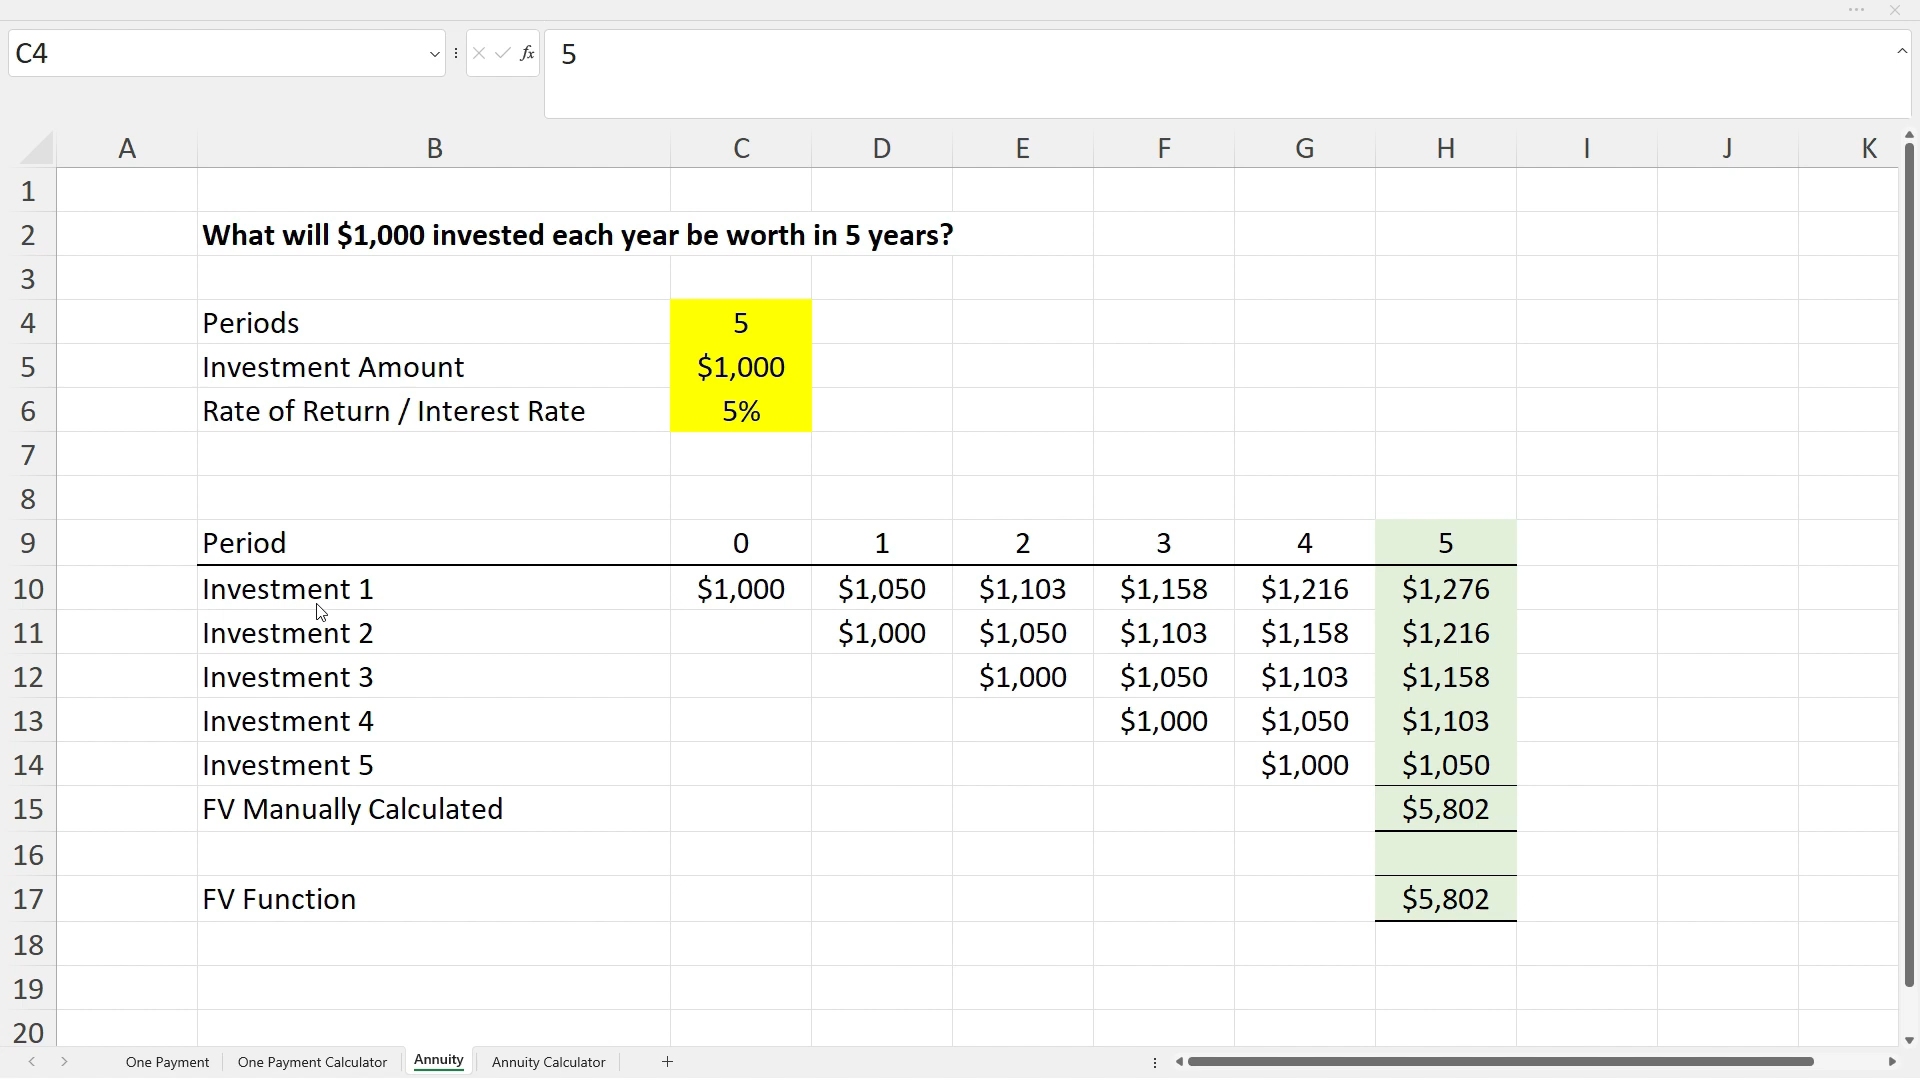 C4 fx 5
A B C D E F G H I J K
1
2 What will $1,000 invested each year be worth in 5 years?
3
4 Periods 5
5 Investment Amount $1,000
6 Rate of Return / Interest Rate 5%
7
8
9 Period 0 1 2 3 4 5
10 Investment 1 $1,000 $1,050 $1,103 $1,158 $1,216 $1,276
11 Investment 2 $1,000 $1,050 $1,103 $1,158 $1,216
12 Investment 3 $1,000 $1,050 $1,103 $1,158
13 Investment 4 $1,000 $1,050 $1,103
14 Investment 5 $1,000 $1,050
15 FV Manually Calculated $5,802
16
17 FV Function $5,802
18
19
20
One Payment One Payment Calculator Annuity Annuity Calculator